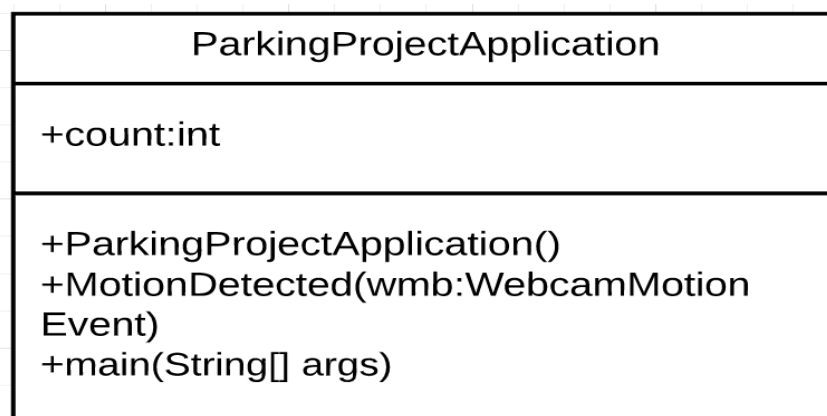 ParkingProjectApplication
+count:int
+ParkingProjectApplication()
+MotionDetected(wmb:WebcamMotion
Event)
+main(String[] args)